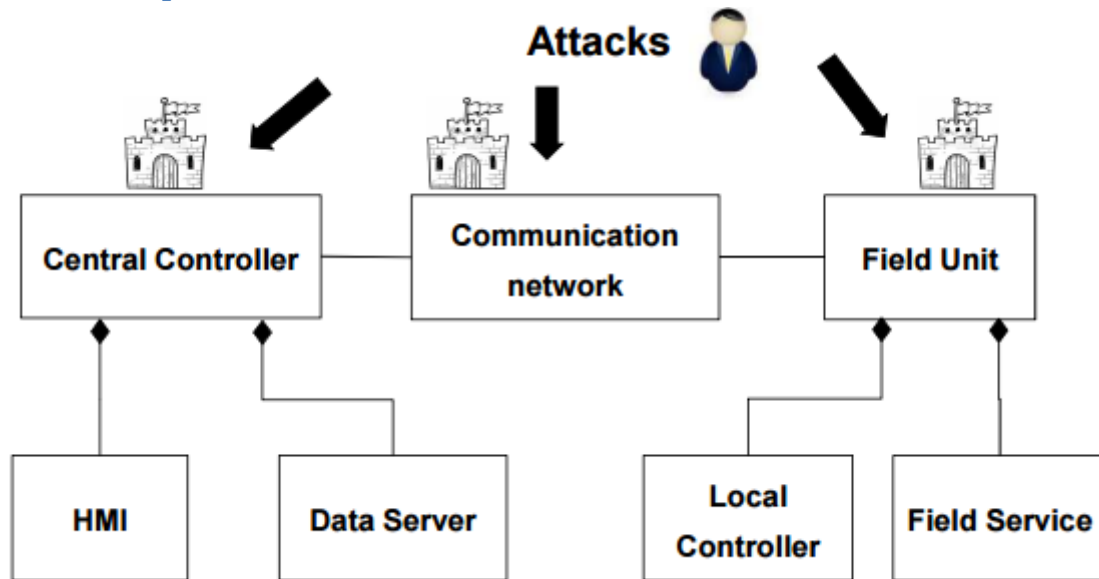 Attacks
Central Controller
Communication
network
Field Unit
HMI
Data Server
Local
Controller
Field Service